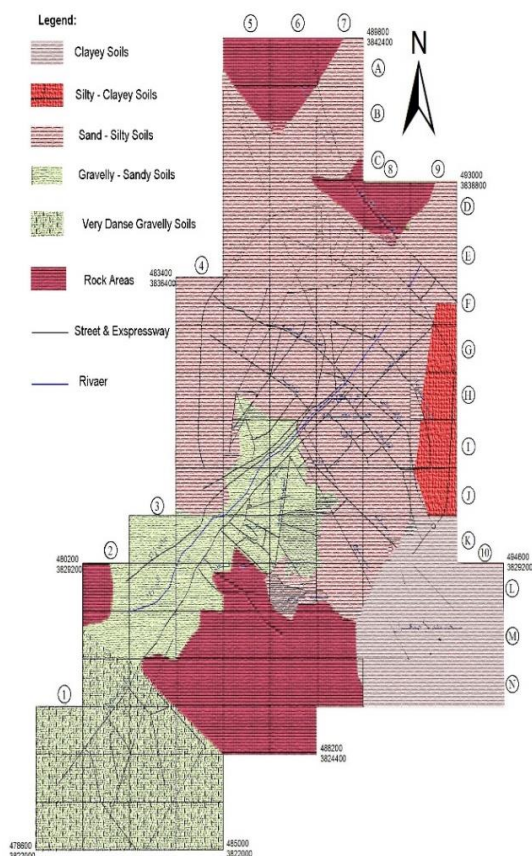 Legend:
Clayey Soils
Silty - Clayey Soils
Sand - Silty Soils
Gravelly - Sandy Soils
Very Danse Gravelly Soils
Rock Areas
Street & Exspressway
Rivaer
N
5 6 7
489800
3842400
A
B
C
8 9
493000
3838800
D
E
4
483400
3836400
F
G
H
I
J
3
K
2
480200
3829200
10
494600
3829200
L
M
N
1
488200
3824400
478600
3822000
485000
3822000